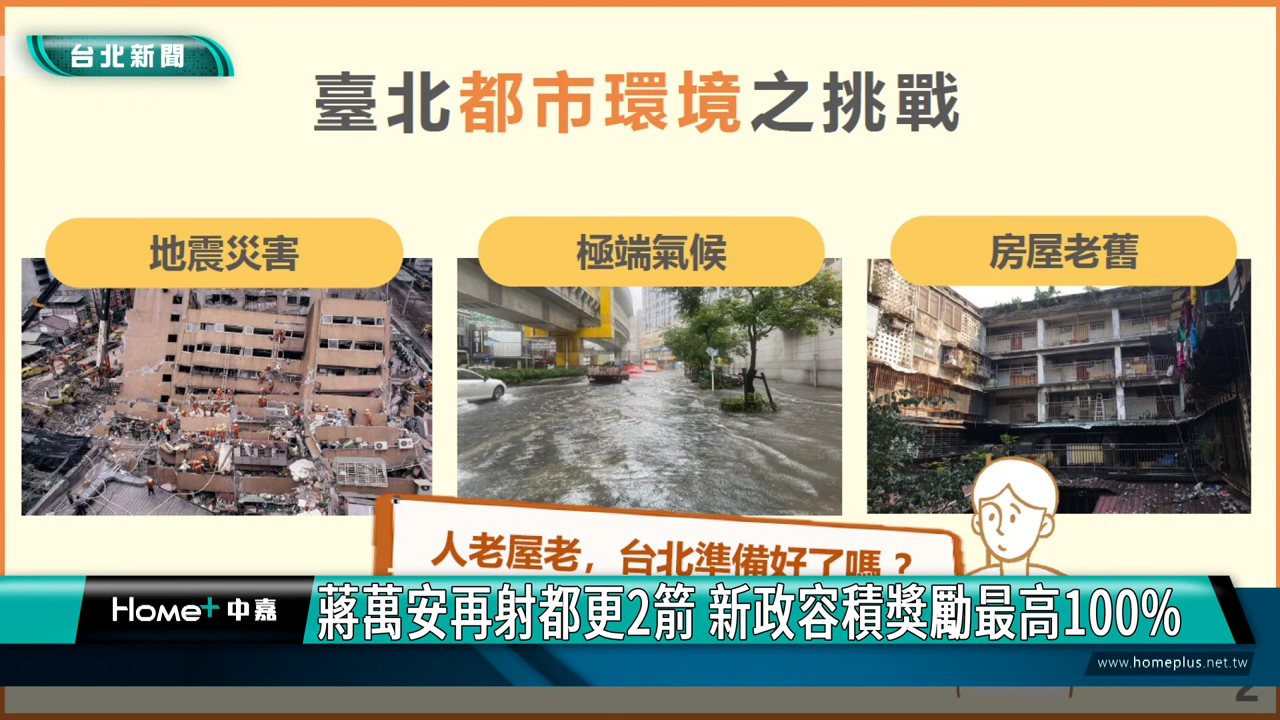 台北新聞
臺北都市環境之挑戰
地震災害
極端氣候
房屋老舊
人老屋老，台北準備好了嗎？
Home+ 中嘉
蔣萬安再射都更2箭 新政容積獎勵最高100%
www.homeplus.net.tw
2